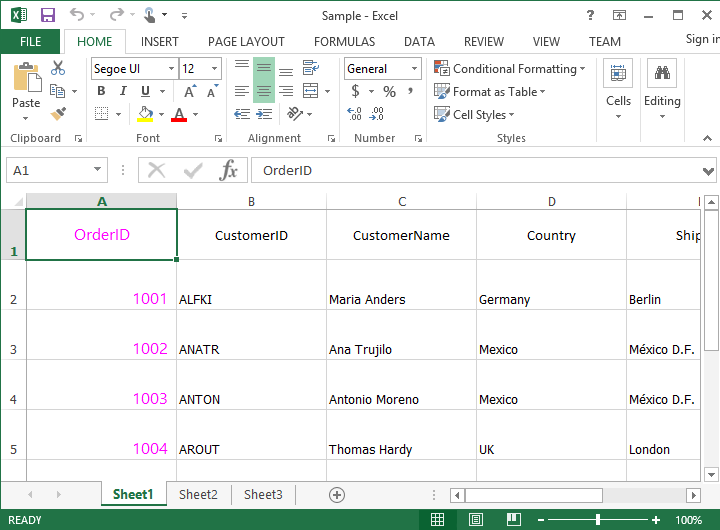 Sample - Excel
?
FILE HOME INSERT PAGE LAYOUT FORMULAS DATA REVIEW VIEW TEAM Sign in
Segoe UI 12 General Conditional Formatting
B I U A A $ % , Format as Table
Paste A .00 .0 Cell Styles Cells Editing
Clipboard Font Alignment Number Styles
A1 fx OrderID
A B C D
1 OrderID CustomerID CustomerName Country Ship
2 1001 ALFKI Maria Anders Germany Berlin
3 1002 ANATR Ana Trujilo Mexico México D.F.
4 1003 ANTON Antonio Moreno Mexico México D.F.
5 1004 AROUT Thomas Hardy UK London
Sheet1 Sheet2 Sheet3
READY 100%